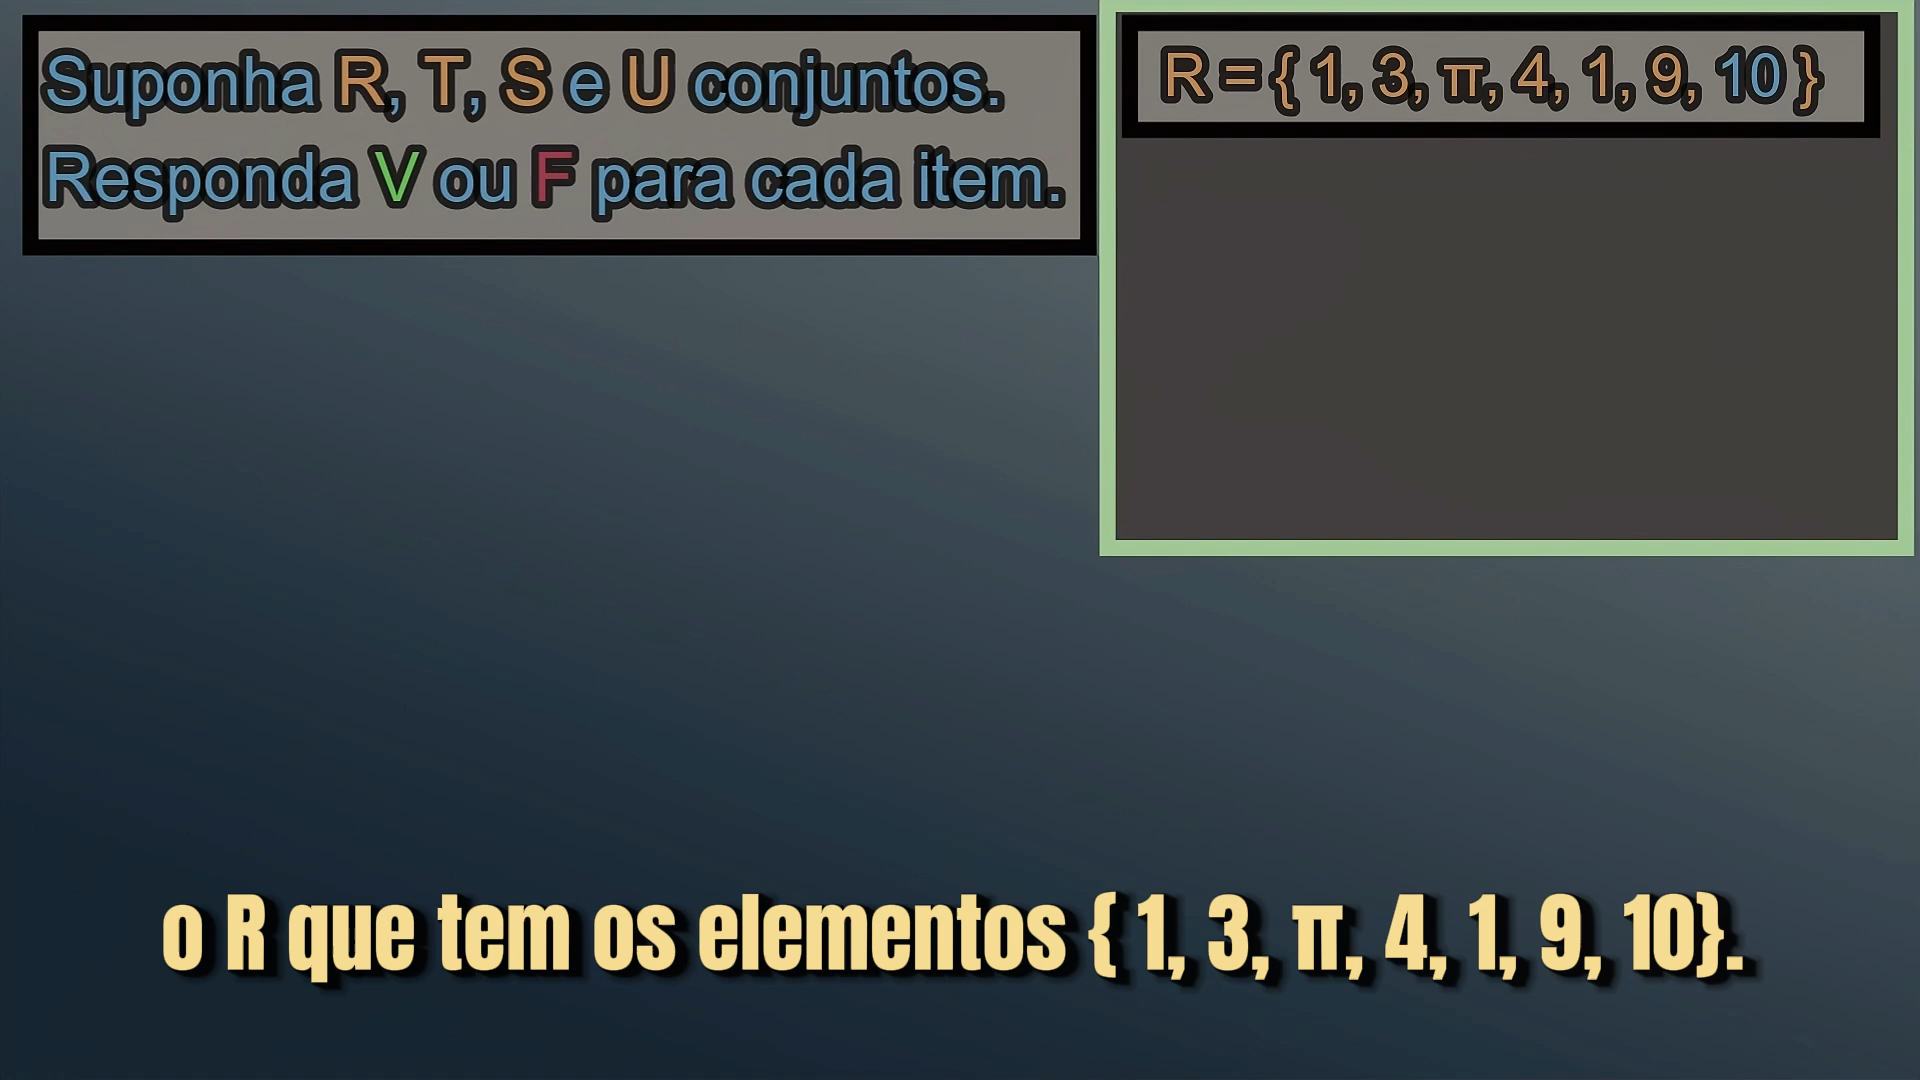 Suponha R, T, S e U conjuntos.
Responda V ou F para cada item.
R = { 1, 3, π, 4, 1, 9, 10 }
o R que tem os elementos { 1, 3, π, 4, 1, 9, 10}.